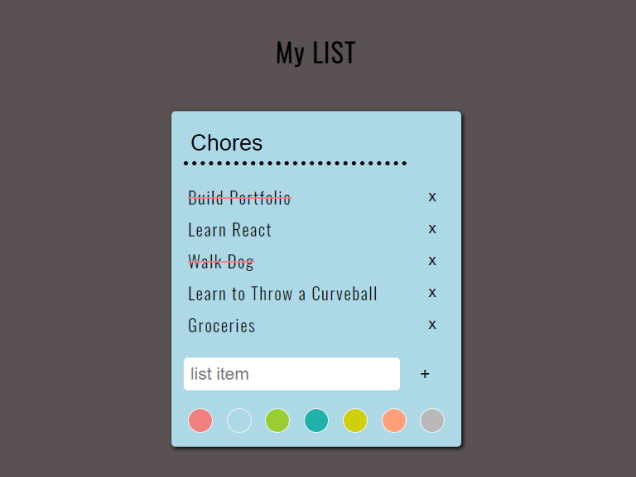 My LIST
Chores
Build Portfolio x
Learn React x
Walk Dog x
Learn to Throw a Curveball x
Groceries x
list item +